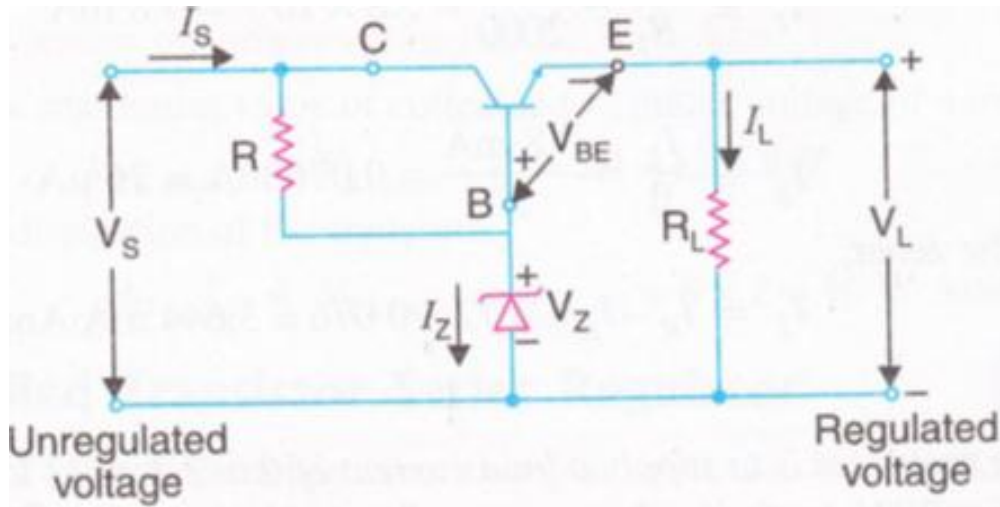 I_S
C
E
+
−
R
V_BE
I_L
+
V_S
B
R_L
V_L
I_Z
+
V_Z
−
−
Unregulated
voltage
Regulated
voltage